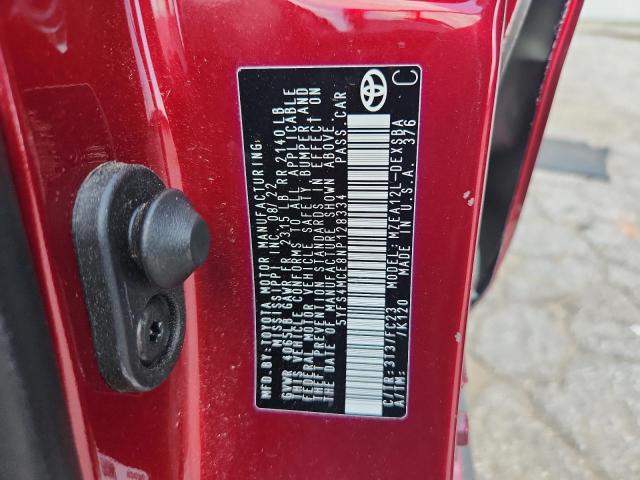 MFD.BY:TOYOTA MOTOR MANUFACTURING,
MISSISSIPPI INC. 08/22
GVWR 4065LB GAWR FR 2315 LB RR 2140 LB
THIS VEHICLE CONFORMS TO ALL APPLICABLE
FEDERAL MOTOR VEHICLE SAFETY BUMPER, AND
THEFT PREVENTION STANDARDS IN EFFECT ON
THE DATE OF MANUFACTURE SHOWN ABOVE.
5YFS4MCE8NP128334 PASS.CAR
C
C/TR:3T3/FC23 MODEL:MZEA12L-DEXSBA
A/TM: /K120 MADE IN U.S.A. 376